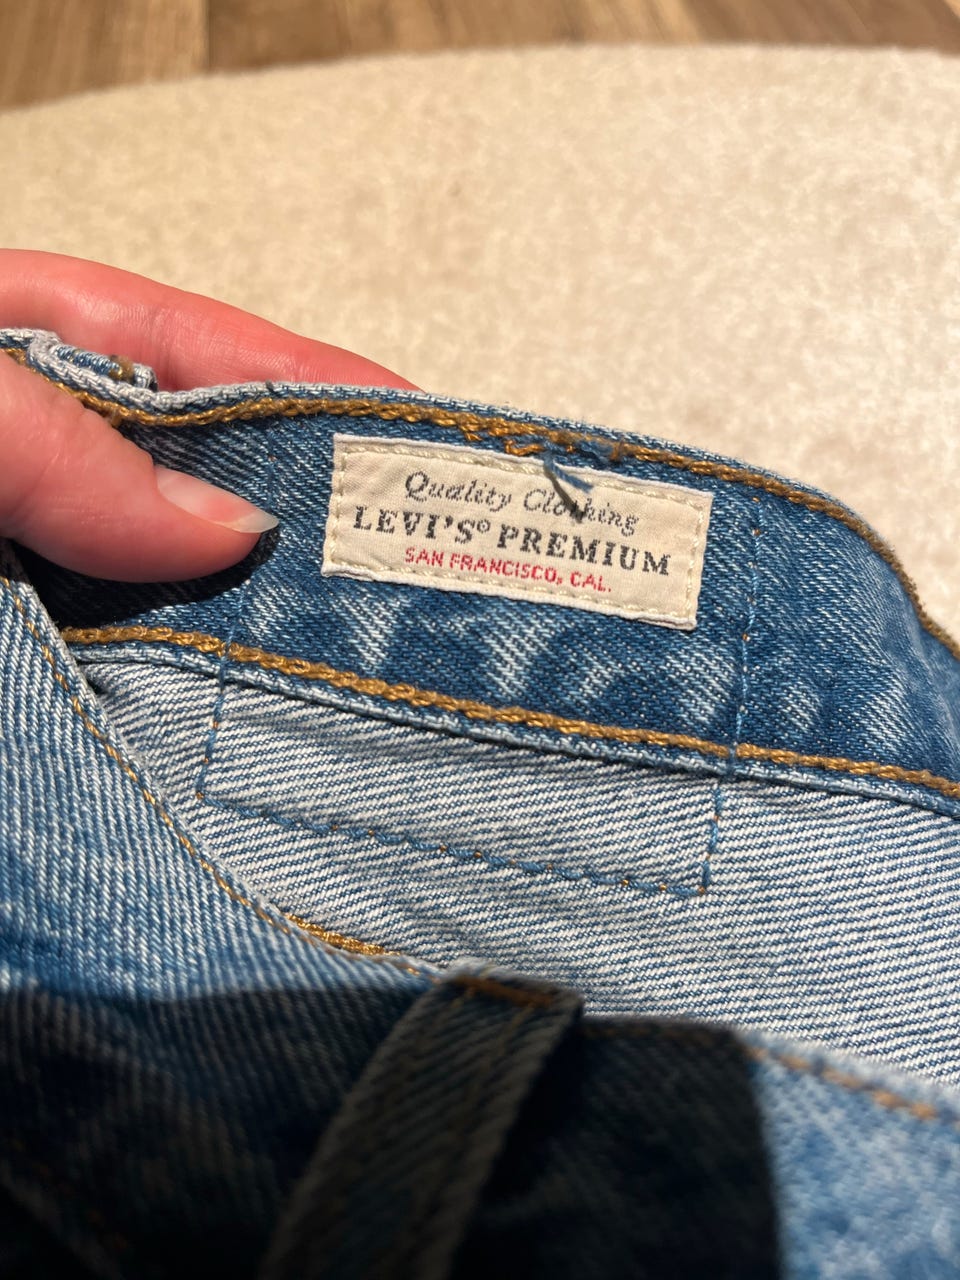 Quality Clothing
LEVI'S® PREMIUM
SAN FRANCISCO, CAL.